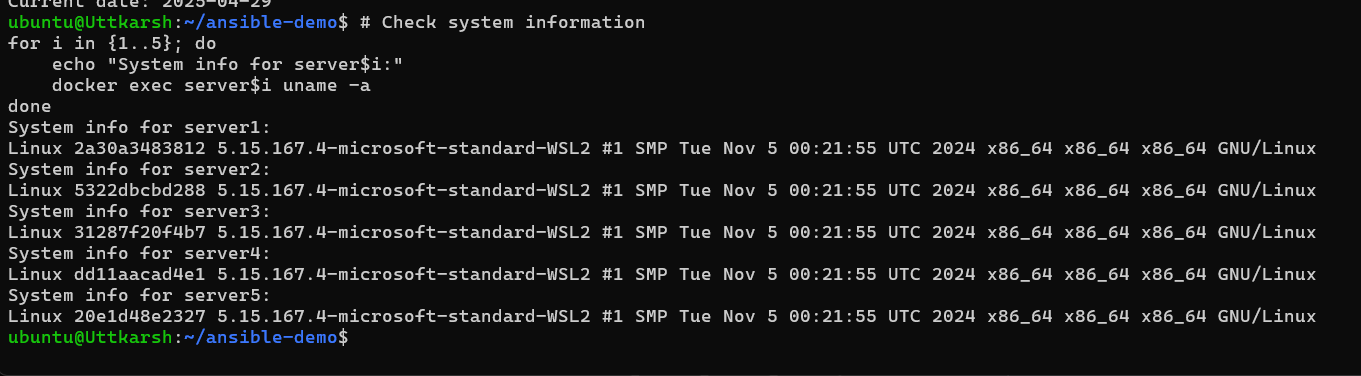 Current date: 2025-04-29
ubuntu@Uttkarsh:~/ansible-demo$ # Check system information
for i in {1..5}; do
    echo "System info for server$i:"
    docker exec server$i uname -a
done
System info for server1:
Linux 2a30a3483812 5.15.167.4-microsoft-standard-WSL2 #1 SMP Tue Nov 5 00:21:55 UTC 2024 x86_64 x86_64 x86_64 GNU/Linux
System info for server2:
Linux 5322dbcbd288 5.15.167.4-microsoft-standard-WSL2 #1 SMP Tue Nov 5 00:21:55 UTC 2024 x86_64 x86_64 x86_64 GNU/Linux
System info for server3:
Linux 31287f20f4b7 5.15.167.4-microsoft-standard-WSL2 #1 SMP Tue Nov 5 00:21:55 UTC 2024 x86_64 x86_64 x86_64 GNU/Linux
System info for server4:
Linux dd11aacad4e1 5.15.167.4-microsoft-standard-WSL2 #1 SMP Tue Nov 5 00:21:55 UTC 2024 x86_64 x86_64 x86_64 GNU/Linux
System info for server5:
Linux 20e1d48e2327 5.15.167.4-microsoft-standard-WSL2 #1 SMP Tue Nov 5 00:21:55 UTC 2024 x86_64 x86_64 x86_64 GNU/Linux
ubuntu@Uttkarsh:~/ansible-demo$